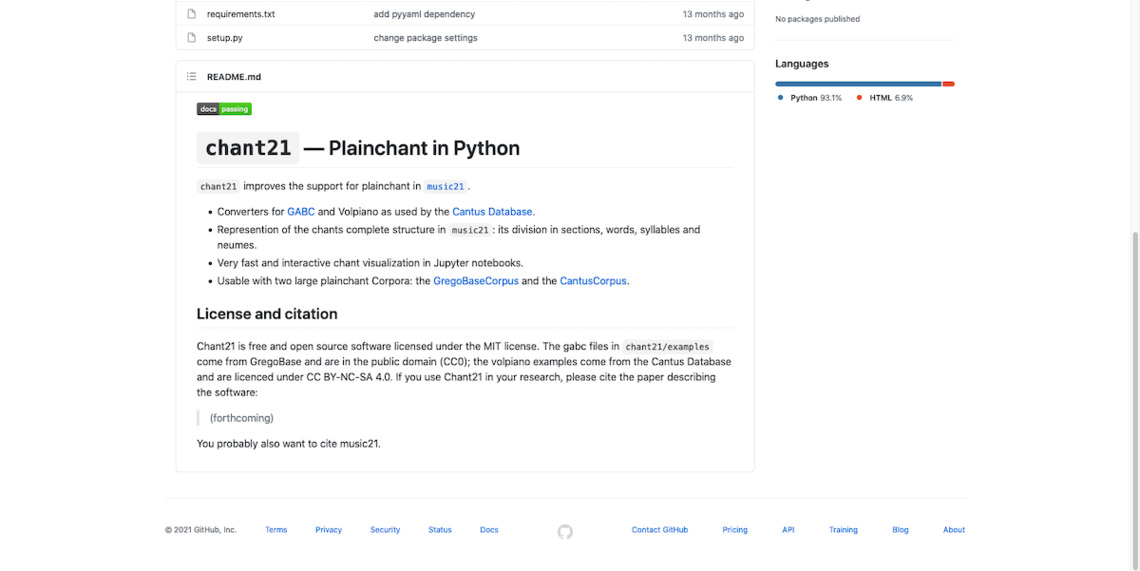 requirements.txt add pyyaml dependency 13 months ago
setup.py change package settings 13 months ago
No packages published
Languages
Python 93.1% HTML 6.9%
README.md
docs passing
chant21 — Plainchant in Python
chant21 improves the support for plainchant in music21.
• Converters for GABC and Volpiano as used by the Cantus Database.
• Represention of the chants complete structure in music21: its division in sections, words, syllables and
neumes.
• Very fast and interactive chant visualization in Jupyter notebooks.
• Usable with two large plainchant Corpora: the GregoBaseCorpus and the CantusCorpus.
License and citation
Chant21 is free and open source software licensed under the MIT license. The gabc files in chant21/examples
come from GregoBase and are in the public domain (CC0); the volpiano examples come from the Cantus Database
and are licenced under CC BY-NC-SA 4.0. If you use Chant21 in your research, please cite the paper describing
the software:
(forthcoming)
You probably also want to cite music21.
© 2021 GitHub, Inc. Terms Privacy Security Status Docs Contact GitHub Pricing API Training Blog About